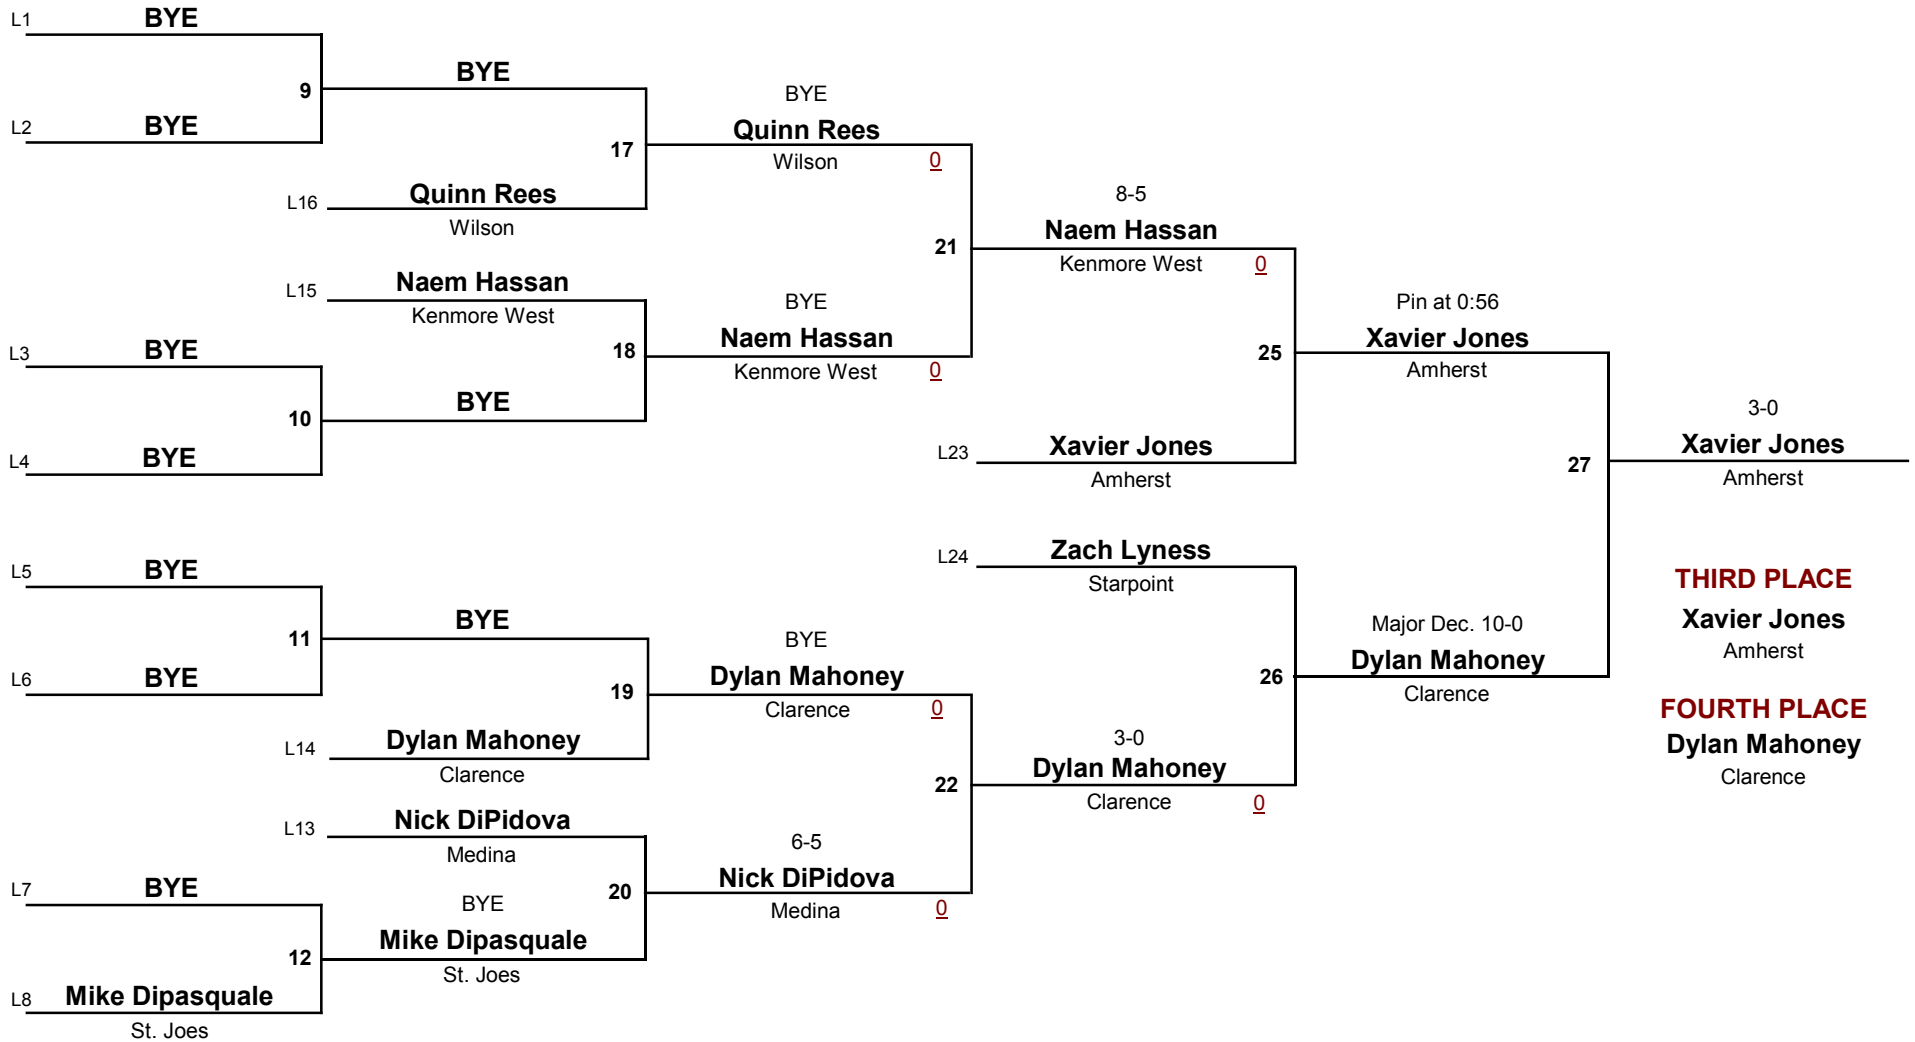 L1 BYE
9
L2 BYE
BYE
17
L16 Quinn Rees
Wilson
BYE
Quinn Rees
Wilson 0
L15 Naem Hassan
Kenmore West
18
L3 BYE
10
L4 BYE
BYE
BYE
Naem Hassan
Kenmore West 0
21
8-5
Naem Hassan
Kenmore West 0
25
L23 Xavier Jones
Amherst
Pin at 0:56
Xavier Jones
Amherst
27
3-0
Xavier Jones
Amherst
L5 BYE
11
L6 BYE
BYE
19
L14 Dylan Mahoney
Clarence
BYE
Dylan Mahoney
Clarence 0
L13 Nick DiPidova
Medina
20
L7 BYE
12
L8 Mike Dipasquale
St. Joes
BYE
Mike Dipasquale
St. Joes
6-5
Nick DiPidova
Medina 0
22
L24 Zach Lyness
Starpoint
26
3-0
Dylan Mahoney
Clarence 0
Major Dec. 10-0
Dylan Mahoney
Clarence
THIRD PLACE
Xavier Jones
Amherst
FOURTH PLACE
Dylan Mahoney
Clarence